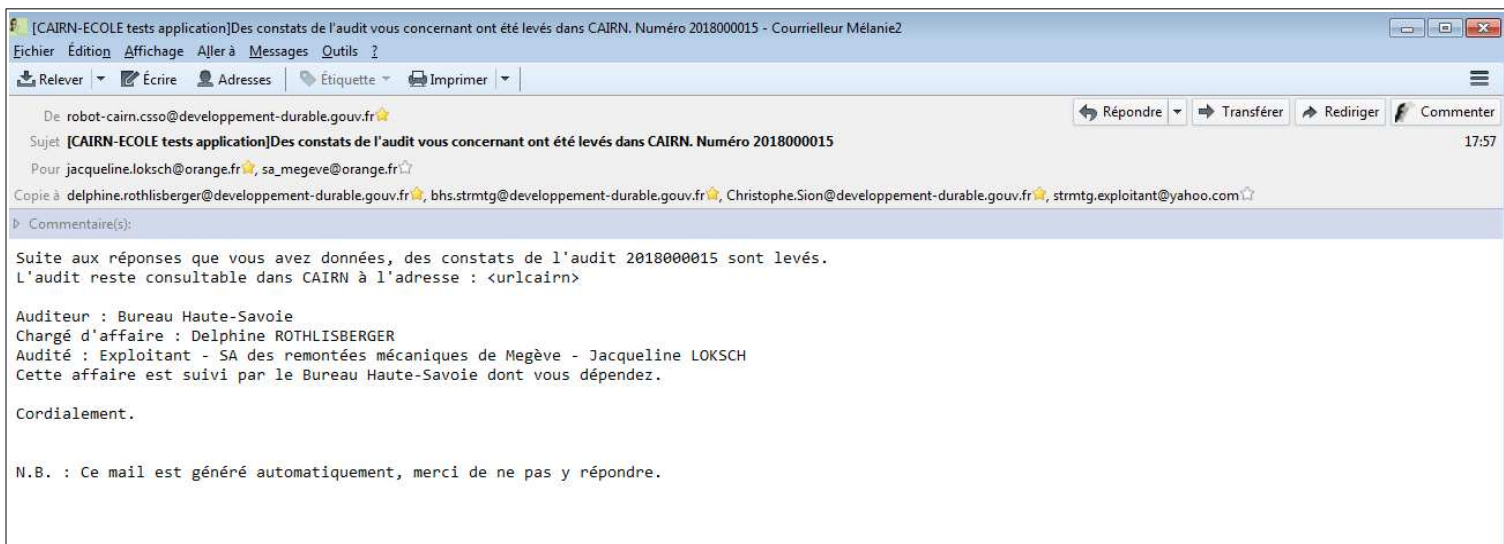 [CAIRN-ECOLE tests application]Des constats de l'audit vous concernant ont été levés dans CAIRN. Numéro 2018000015 - Courrielleur Mélanie2
Fichier Édition Affichage Aller à Messages Outils ?
Relever Écrire Adresses Étiquette Imprimer
De robot-cairn.csso@developpement-durable.gouv.fr Répondre Transférer Rediriger Commenter
Sujet [CAIRN-ECOLE tests application]Des constats de l'audit vous concernant ont été levés dans CAIRN. Numéro 2018000015 17:57
Pour jacqueline.loksch@orange.fr, sa_megeve@orange.fr
Copie à delphine.rothlisberger@developpement-durable.gouv.fr, bhs.strmtg@developpement-durable.gouv.fr, Christophe.Sion@developpement-durable.gouv.fr, strmtg.exploitant@yahoo.com
Commentaire(s):
Suite aux réponses que vous avez données, des constats de l'audit 2018000015 sont levés.
L'audit reste consultable dans CAIRN à l'adresse : <urlcairn>
Auditeur : Bureau Haute-Savoie
Chargé d'affaire : Delphine ROTHLISBERGER
Audité : Exploitant - SA des remontées mécaniques de Megève - Jacqueline LOKSCH
Cette affaire est suivi par le Bureau Haute-Savoie dont vous dépendez.
Cordialement.
N.B. : Ce mail est généré automatiquement, merci de ne pas y répondre.